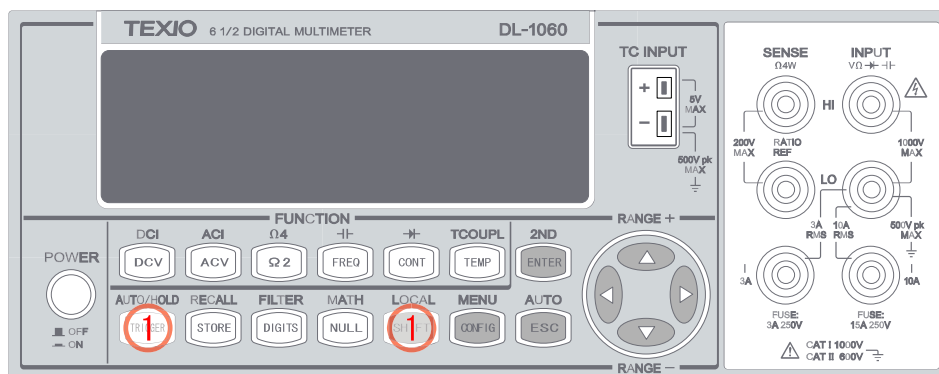 TEXIO 6 1/2 DIGITAL MULTIMETER DL-1060
TC INPUT
+
−
5V
MAX
500V pk
MAX
SENSE
Ω4W
INPUT
VΩ
HI
200V
MAX
RATIO
REF
1000V
MAX
LO
3A
RMS
10A
RMS
500V pk
MAX
I
3A
I
10A
FUSE:
3A 250V
FUSE:
15A 250V
CAT I 1000V
CAT II 600V
FUNCTION
DCI ACI Ω4 TCOUPL 2ND
POWER
DCV ACV Ω2 FREQ CONT TEMP ENTER
OFF
ON
AUTO/HOLD RECALL FILTER MATH LOCAL MENU AUTO
TRIGGER STORE DIGITS NULL SHIFT CONFIG ESC
1 1
RANGE +
RANGE −